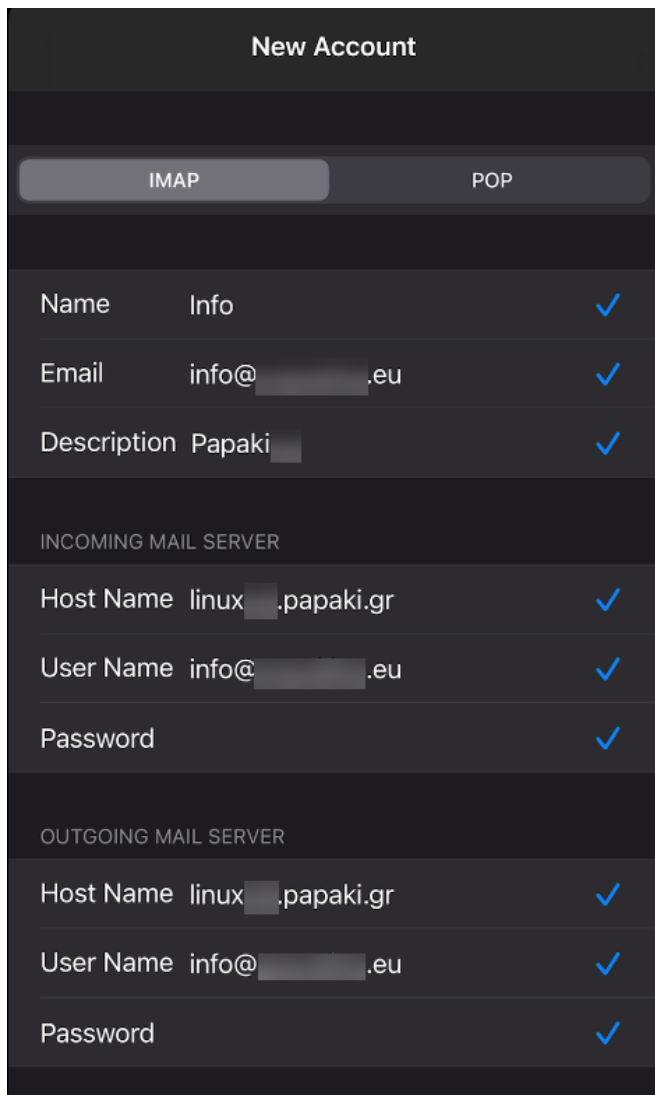 New Account
IMAP POP
Name Info
Email info@ .eu
Description Papaki
INCOMING MAIL SERVER
Host Name linux .papaki.gr
User Name info@ .eu
Password
OUTGOING MAIL SERVER
Host Name linux .papaki.gr
User Name info@ .eu
Password